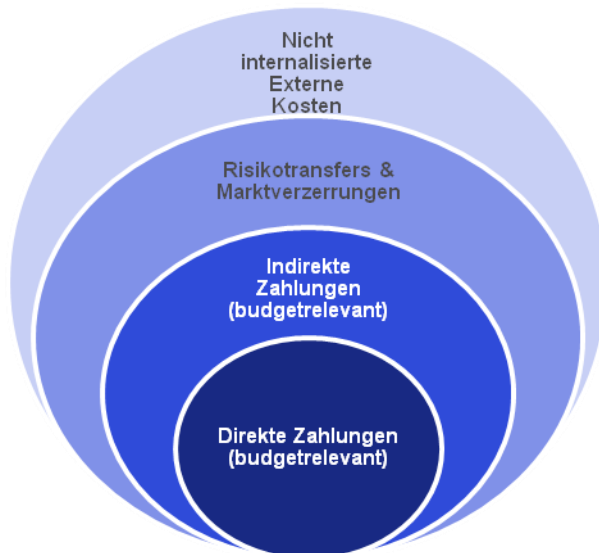 Nicht
internalisierte
Externe
Kosten
Risikotransfers &
Marktverzerrungen
Indirekte
Zahlungen
(budgetrelevant)
Direkte Zahlungen
(budgetrelevant)